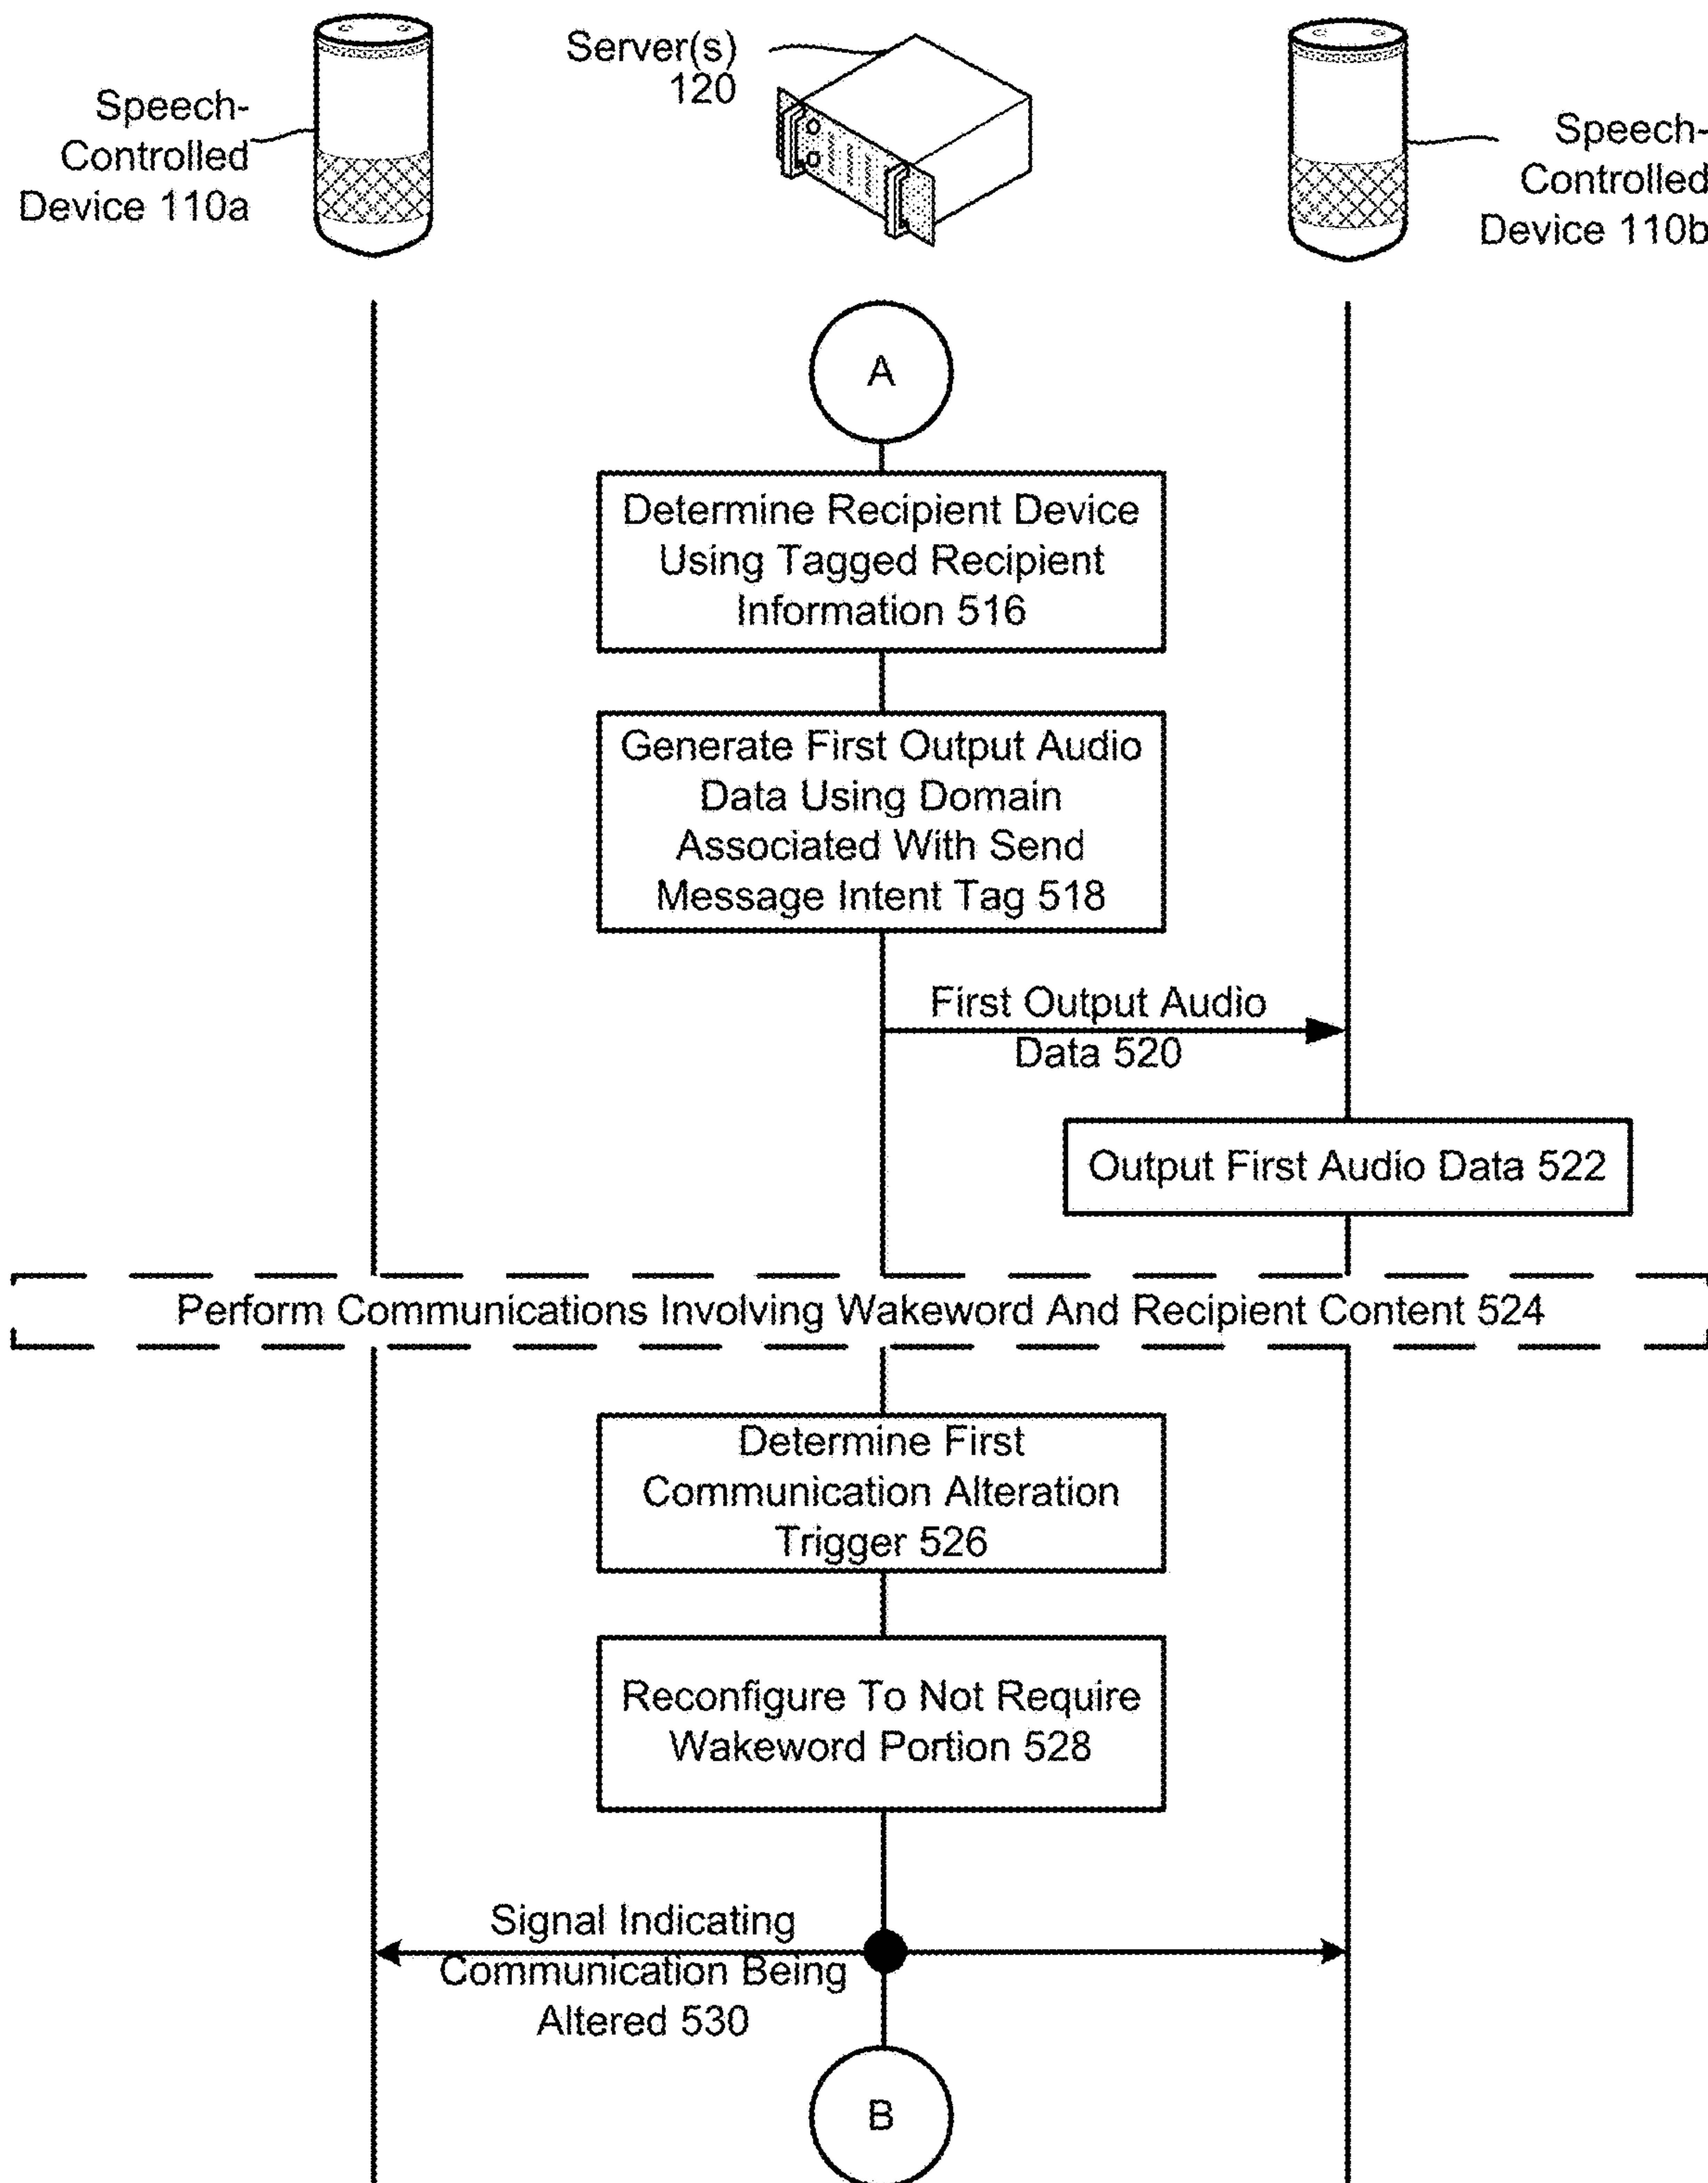 Speech-
Controlled
Device 110a
Server(s)
120
Speech-
Controlled
Device 110b
A
Determine Recipient Device
Using Tagged Recipient
Information 516
Generate First Output Audio
Data Using Domain
Associated With Send
Message Intent Tag 518
First Output Audio
Data 520
Output First Audio Data 522
Perform Communications Involving Wakeword And Recipient Content 524
Determine First
Communication Alteration
Trigger 526
Reconfigure To Not Require
Wakeword Portion 528
Signal Indicating
Communication Being
Altered 530
B